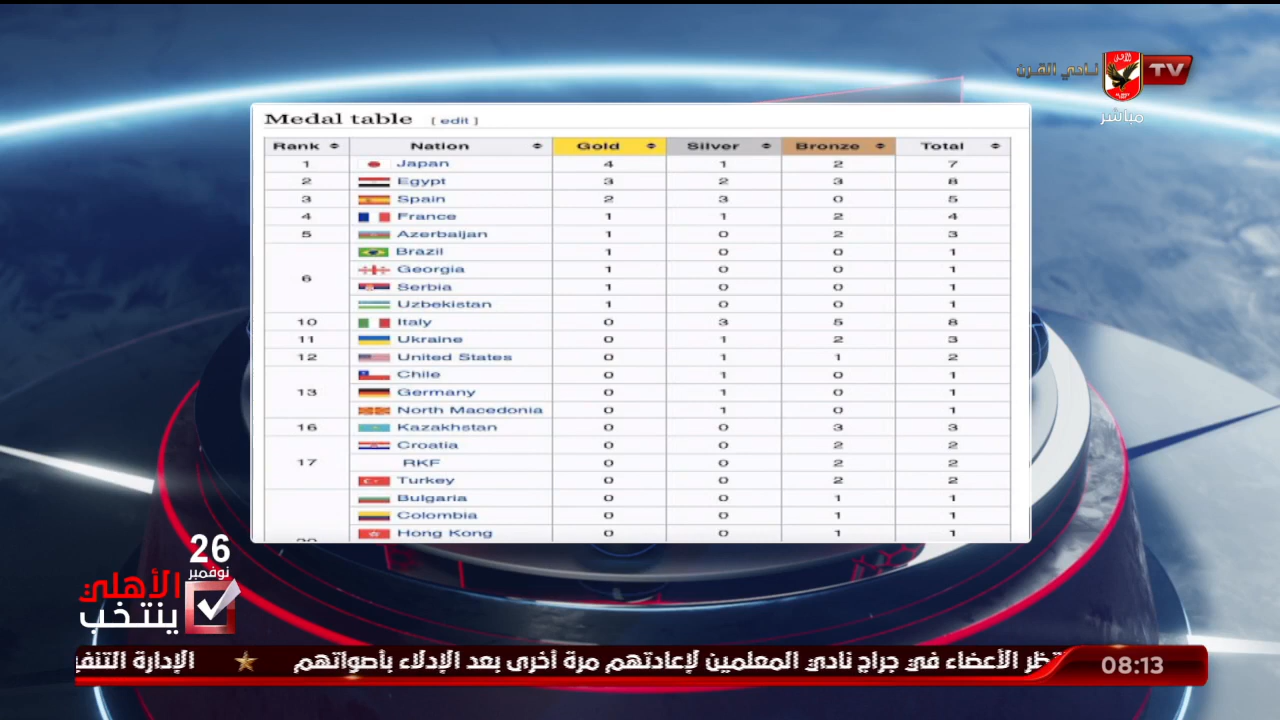 نادي القرن
TV
مباشر
Medal table [ edit ]
Rank Nation Gold Silver Bronze Total
1 Japan 4 1 2 7
2 Egypt 3 2 3 8
3 Spain 2 3 0 5
4 France 1 1 2 4
5 Azerbaijan 1 0 2 3
Brazil 1 0 0 1
6 Georgia 1 0 0 1
Serbia 1 0 0 1
Uzbekistan 1 0 0 1
10 Italy 0 3 5 8
11 Ukraine 0 1 2 3
12 United States 0 1 1 2
Chile 0 1 0 1
13 Germany 0 1 0 1
North Macedonia 0 1 0 1
16 Kazakhstan 0 0 3 3
Croatia 0 0 2 2
17 RKF 0 0 2 2
Turkey 0 0 2 2
Bulgaria 0 0 1 1
Colombia 0 0 1 1
Hong Kong 0 0 1 1
26
نوفمبر
الأهلي
ينتخب
الأعضاء في جراج نادي المعلمين لإعادتهم مرة أخرى بعد الإدلاء بأصواتهم الإدارة
08:13